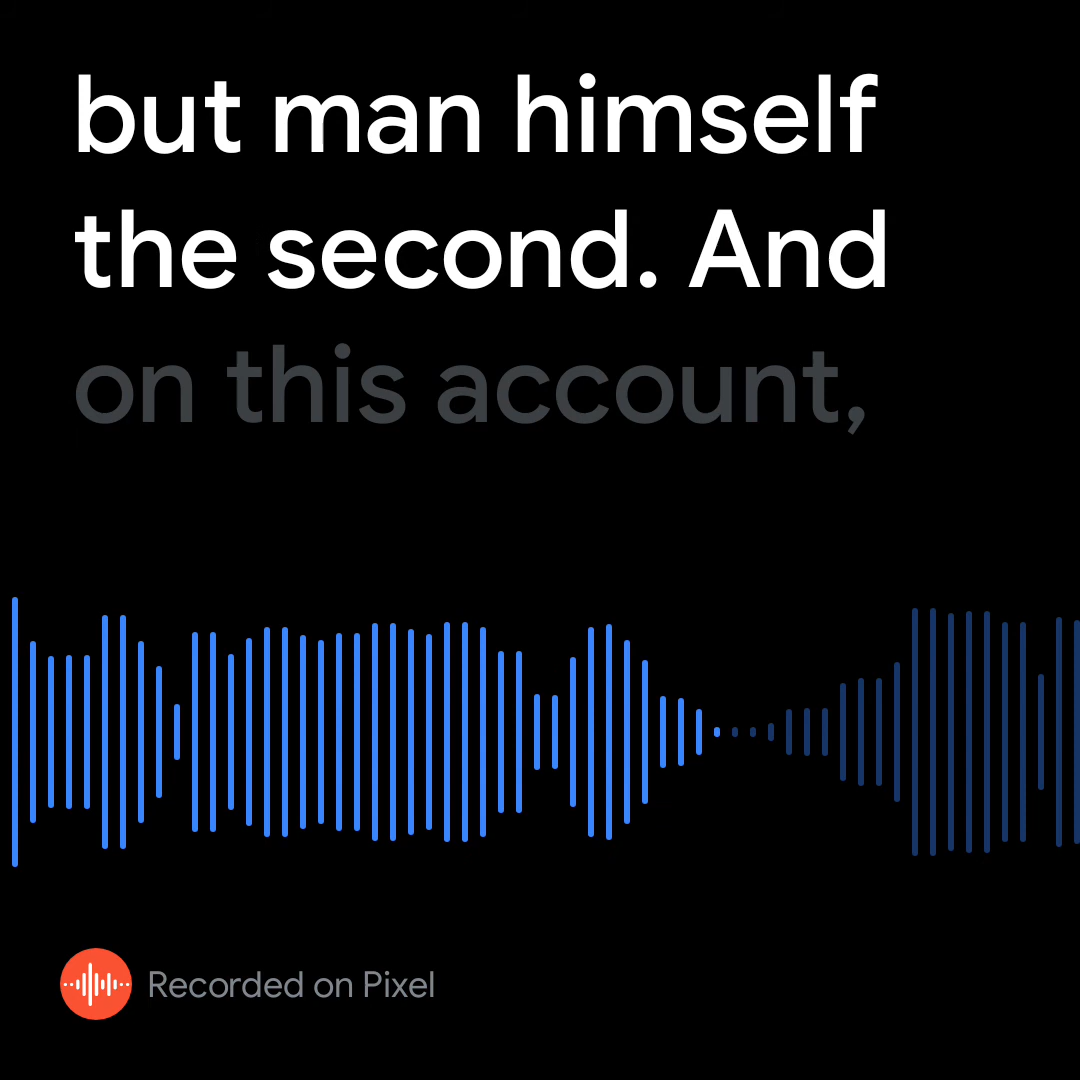 but man himself
the second. And
on this account,
Recorded on Pixel